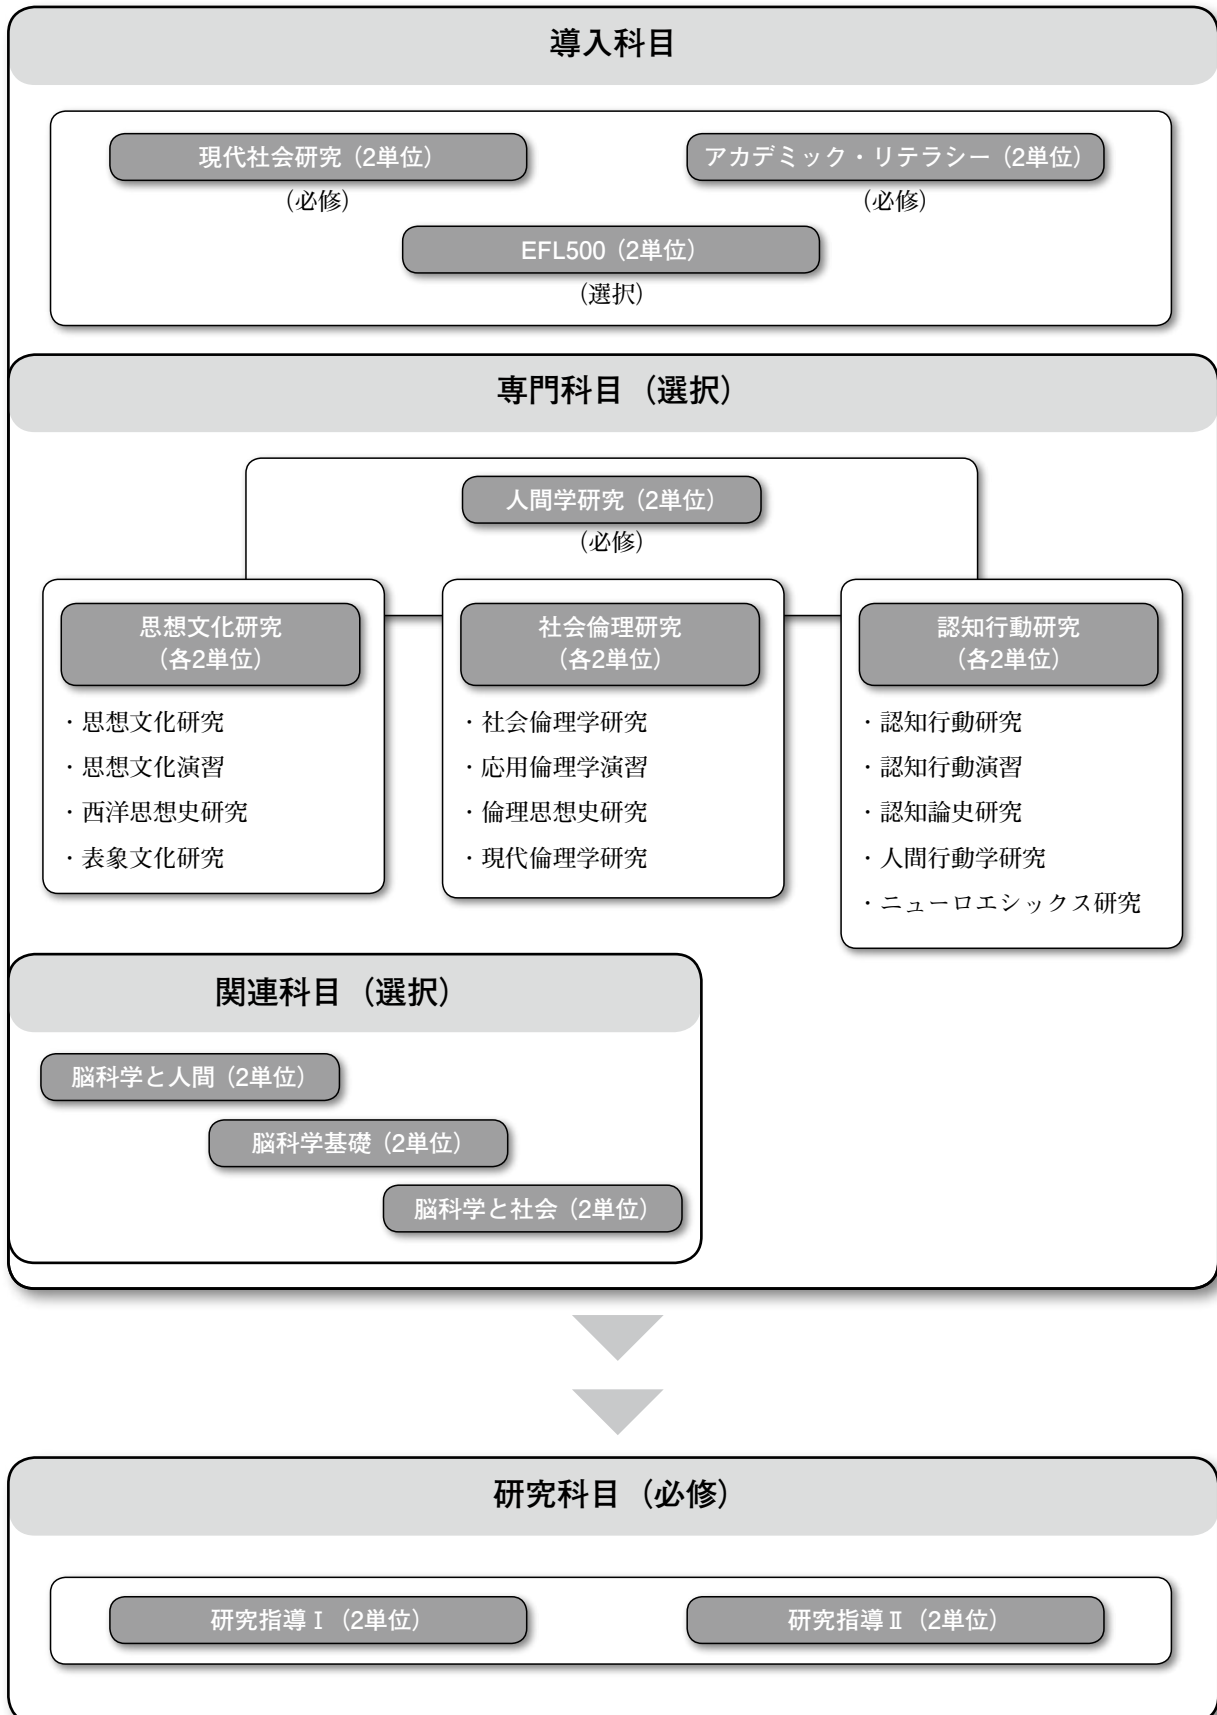 導入科目
現代社会研究（2単位）
（必修）
アカデミック・リテラシー（2単位）
（必修）
EFL500（2単位）
（選択）
専門科目（選択）
人間学研究（2単位）
（必修）
思想文化研究
（各2単位）
・思想文化研究
・思想文化演習
・西洋思想史研究
・表象文化研究
社会倫理研究
（各2単位）
・社会倫理学研究
・応用倫理学演習
・倫理思想史研究
・現代倫理学研究
認知行動研究
（各2単位）
・認知行動研究
・認知行動演習
・認知論史研究
・人間行動学研究
・ニューロエシックス研究
関連科目（選択）
脳科学と人間（2単位）
脳科学基礎（2単位）
脳科学と社会（2単位）
研究科目（必修）
研究指導Ⅰ（2単位）
研究指導Ⅱ（2単位）